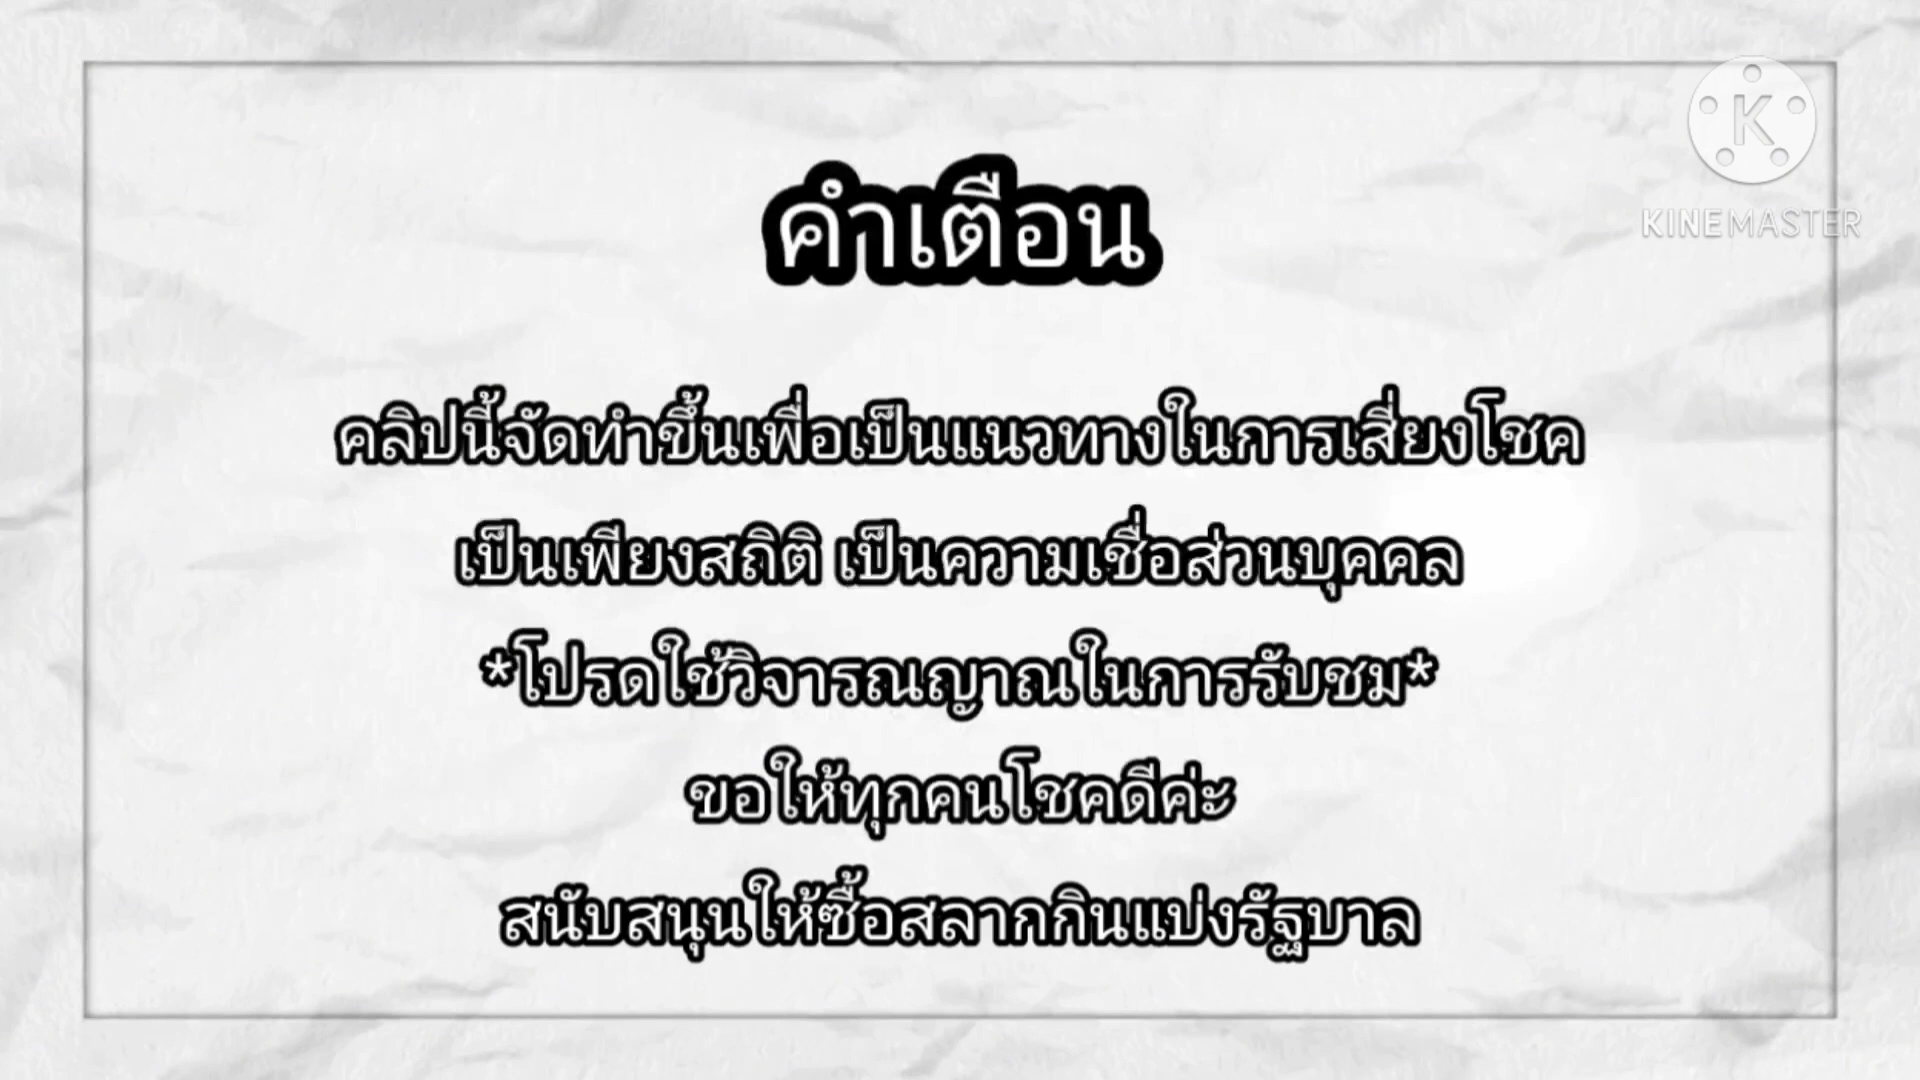 คำเตือน
คลิปนี้จัดทำขึ้นเพื่อเป็นแนวทางในการเสี่ยงโชค
เป็นเพียงสถิติ เป็นความเชื่อส่วนบุคคล
*โปรดใช้วิจารณญาณในการรับชม*
ขอให้ทุกคนโชคดีค่ะ
สนับสนุนให้ซื้อสลากกินแบ่งรัฐบาล
K
KINEMASTER